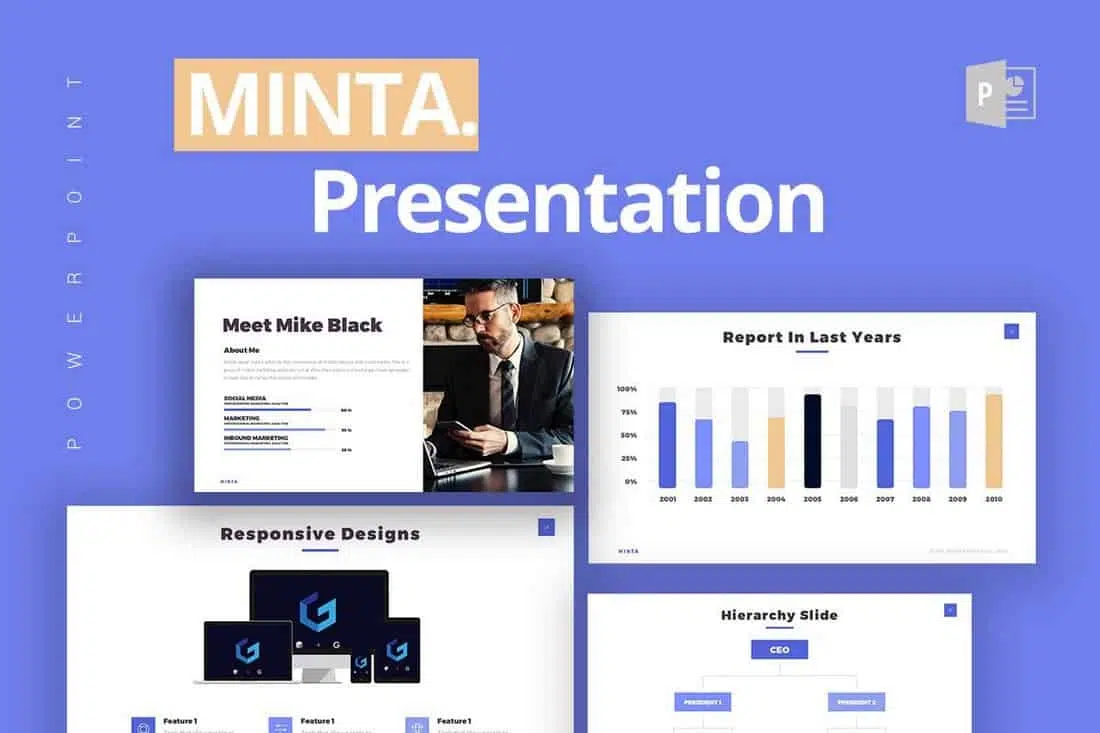 MINTA.
Presentation
POWERPOINT
P
Meet Mike Black
About Me
SOCIAL MEDIA
MARKETING
INBOUND MARKETING
MINTA
Report In Last Years
100%
75%
50%
25%
0%
2001 2002 2003 2004 2005 2006 2007 2008 2009 2010
MINTA
Responsive Designs
G
G
Feature 1 Feature 1 Feature 1
Hierarchy Slide
CEO
PRESIDENT 1 PRESIDENT 2